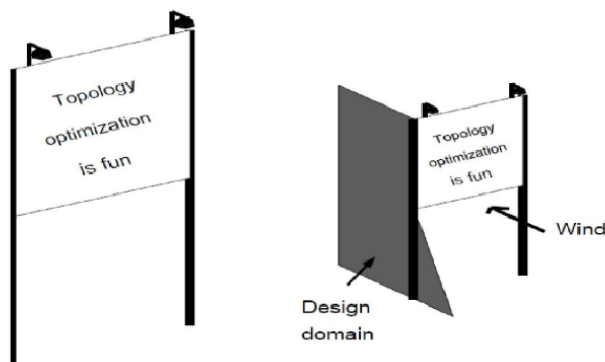 Topology
optimization
is fun
Topology
optimization
is fun
Wind
Design
domain